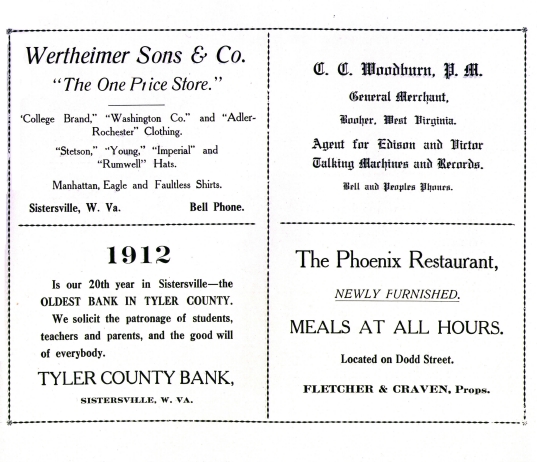 Wertheimer Sons & Co.
"The One Price Store."
'College Brand," "Washington Co." and "Adler-
Rochester" Clothing.
"Stetson," "Young," "Imperial" and
"Rumwell" Hats.
Manhattan, Eagle and Faultless Shirts.
Sistersville, W. Va. Bell Phone.
C. C. Woodburn, P. M.
General Merchant,
Booher, West Virginia.
Agent for Edison and Victor
Talking Machines and Records.
Bell and Peoples Phones.
1912
Is our 20th year in Sistersville—the
OLDEST BANK IN TYLER COUNTY.
We solicit the patronage of students,
teachers and parents, and the good will
of everybody.
TYLER COUNTY BANK,
SISTERSVILLE, W. VA.
The Phoenix Restaurant,
NEWLY FURNISHED.
MEALS AT ALL HOURS.
Located on Dodd Street.
FLETCHER & CRAVEN, Props.